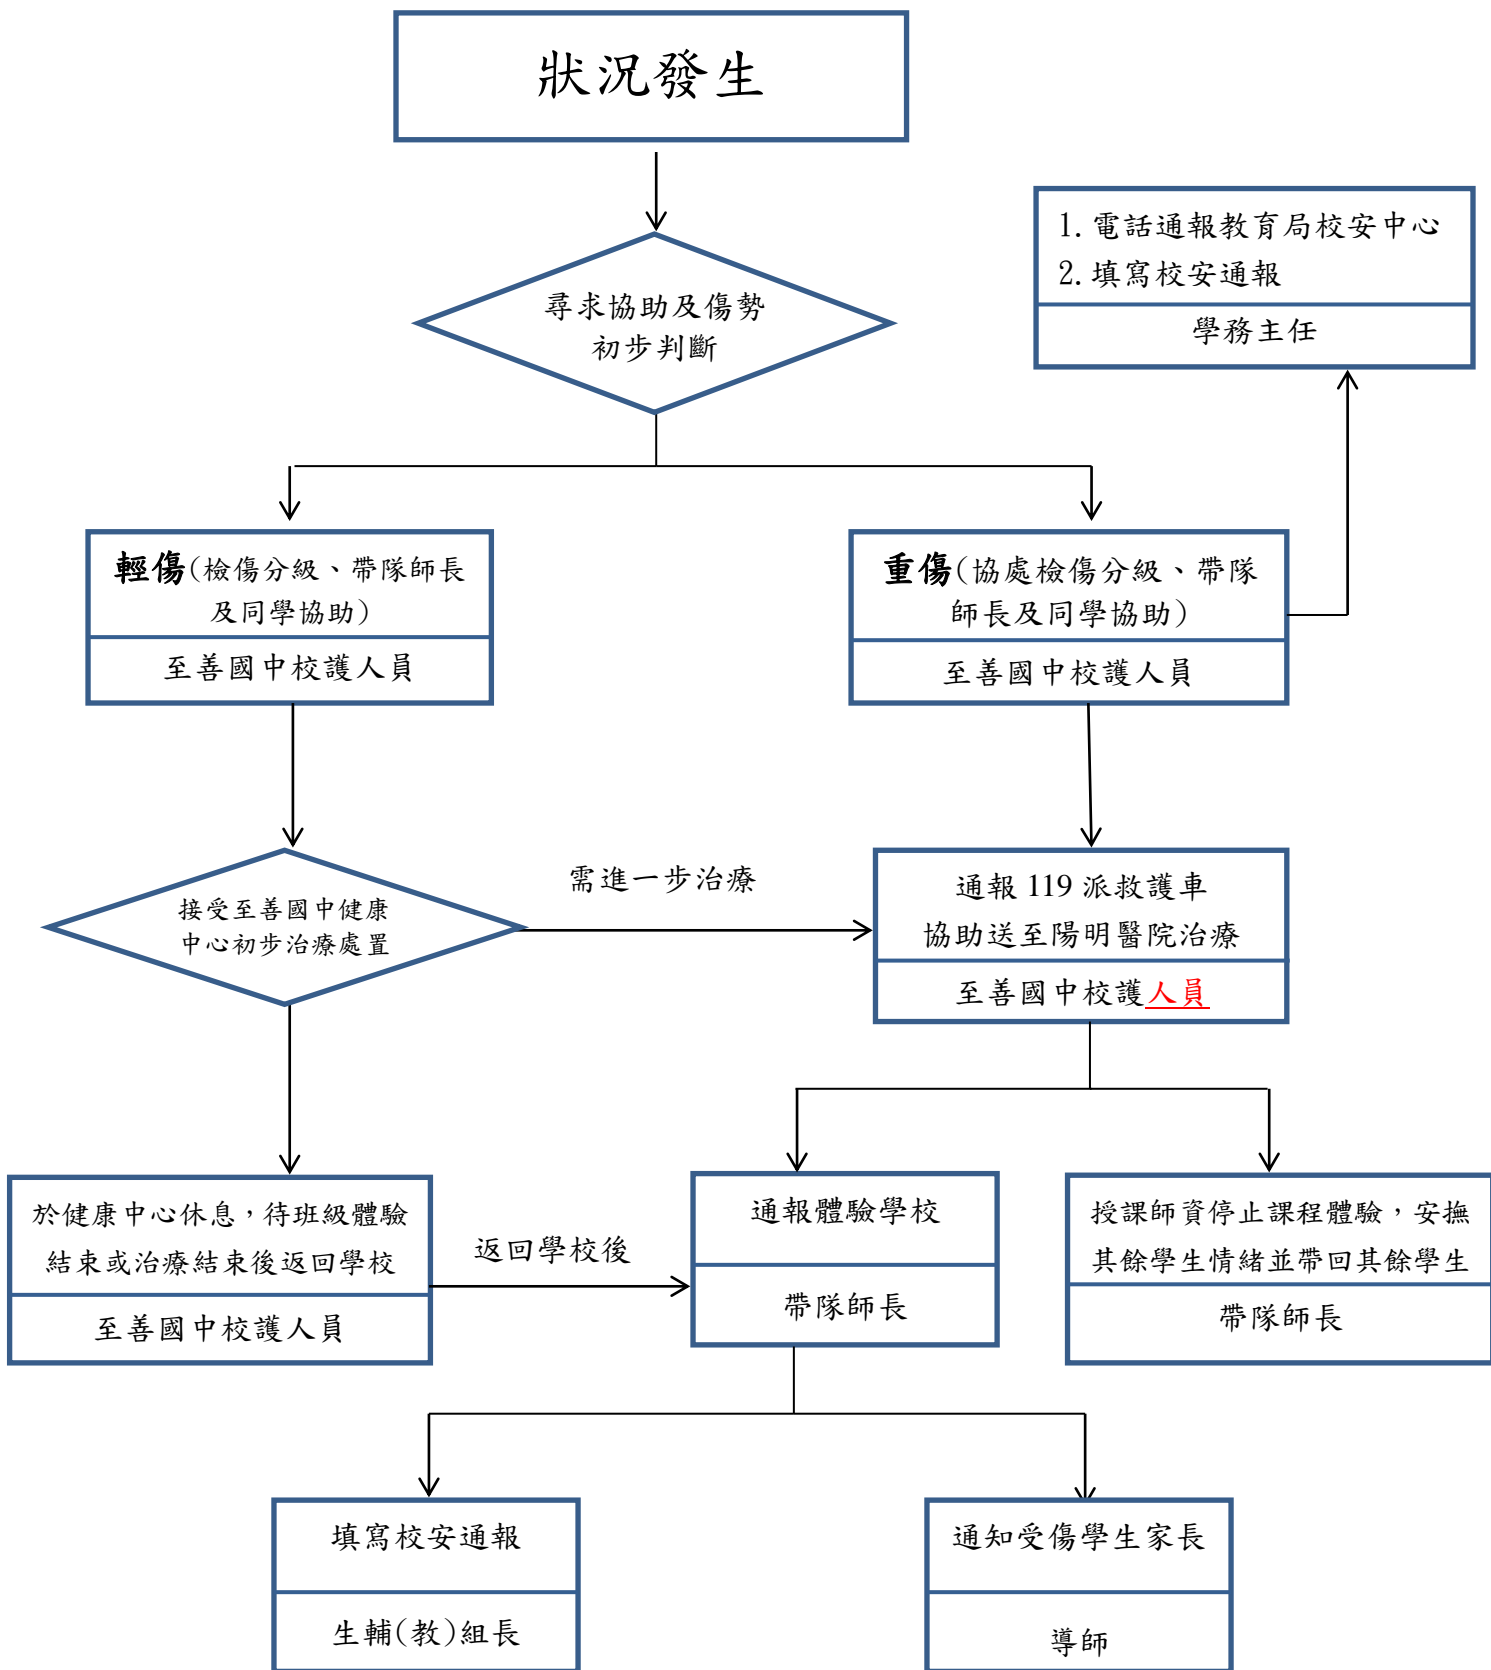 狀況發生
1. 電話通報教育局校安中心
2. 填寫校安通報
學務主任
尋求協助及傷勢
初步判斷
輕傷(檢傷分級、帶隊師長
及同學協助)
至善國中校護人員
重傷(協處檢傷分級、帶隊
師長及同學協助)
至善國中校護人員
接受至善國中健康
中心初步治療處置
需進一步治療
通報 119 派救護車
協助送至陽明醫院治療
至善國中校護人員
於健康中心休息，待班級體驗
結束或治療結束後返回學校
至善國中校護人員
返回學校後
通報體驗學校
帶隊師長
授課師資停止課程體驗，安撫
其餘學生情緒並帶回其餘學生
帶隊師長
填寫校安通報
生輔(教)組長
通知受傷學生家長
導師